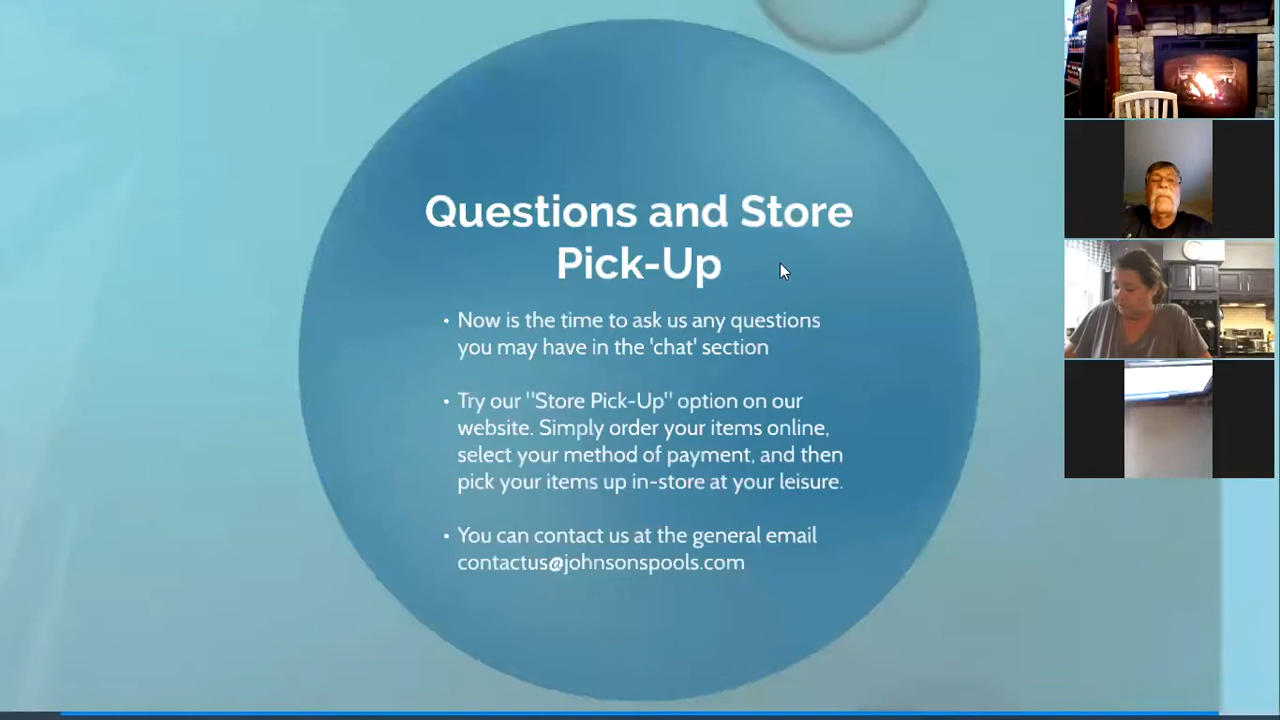 Questions and Store
Pick-Up
• Now is the time to ask us any questions
you may have in the 'chat' section
• Try our "Store Pick-Up" option on our
website. Simply order your items online,
select your method of payment, and then
pick your items up in-store at your leisure.
• You can contact us at the general email
contactus@johnsonspools.com